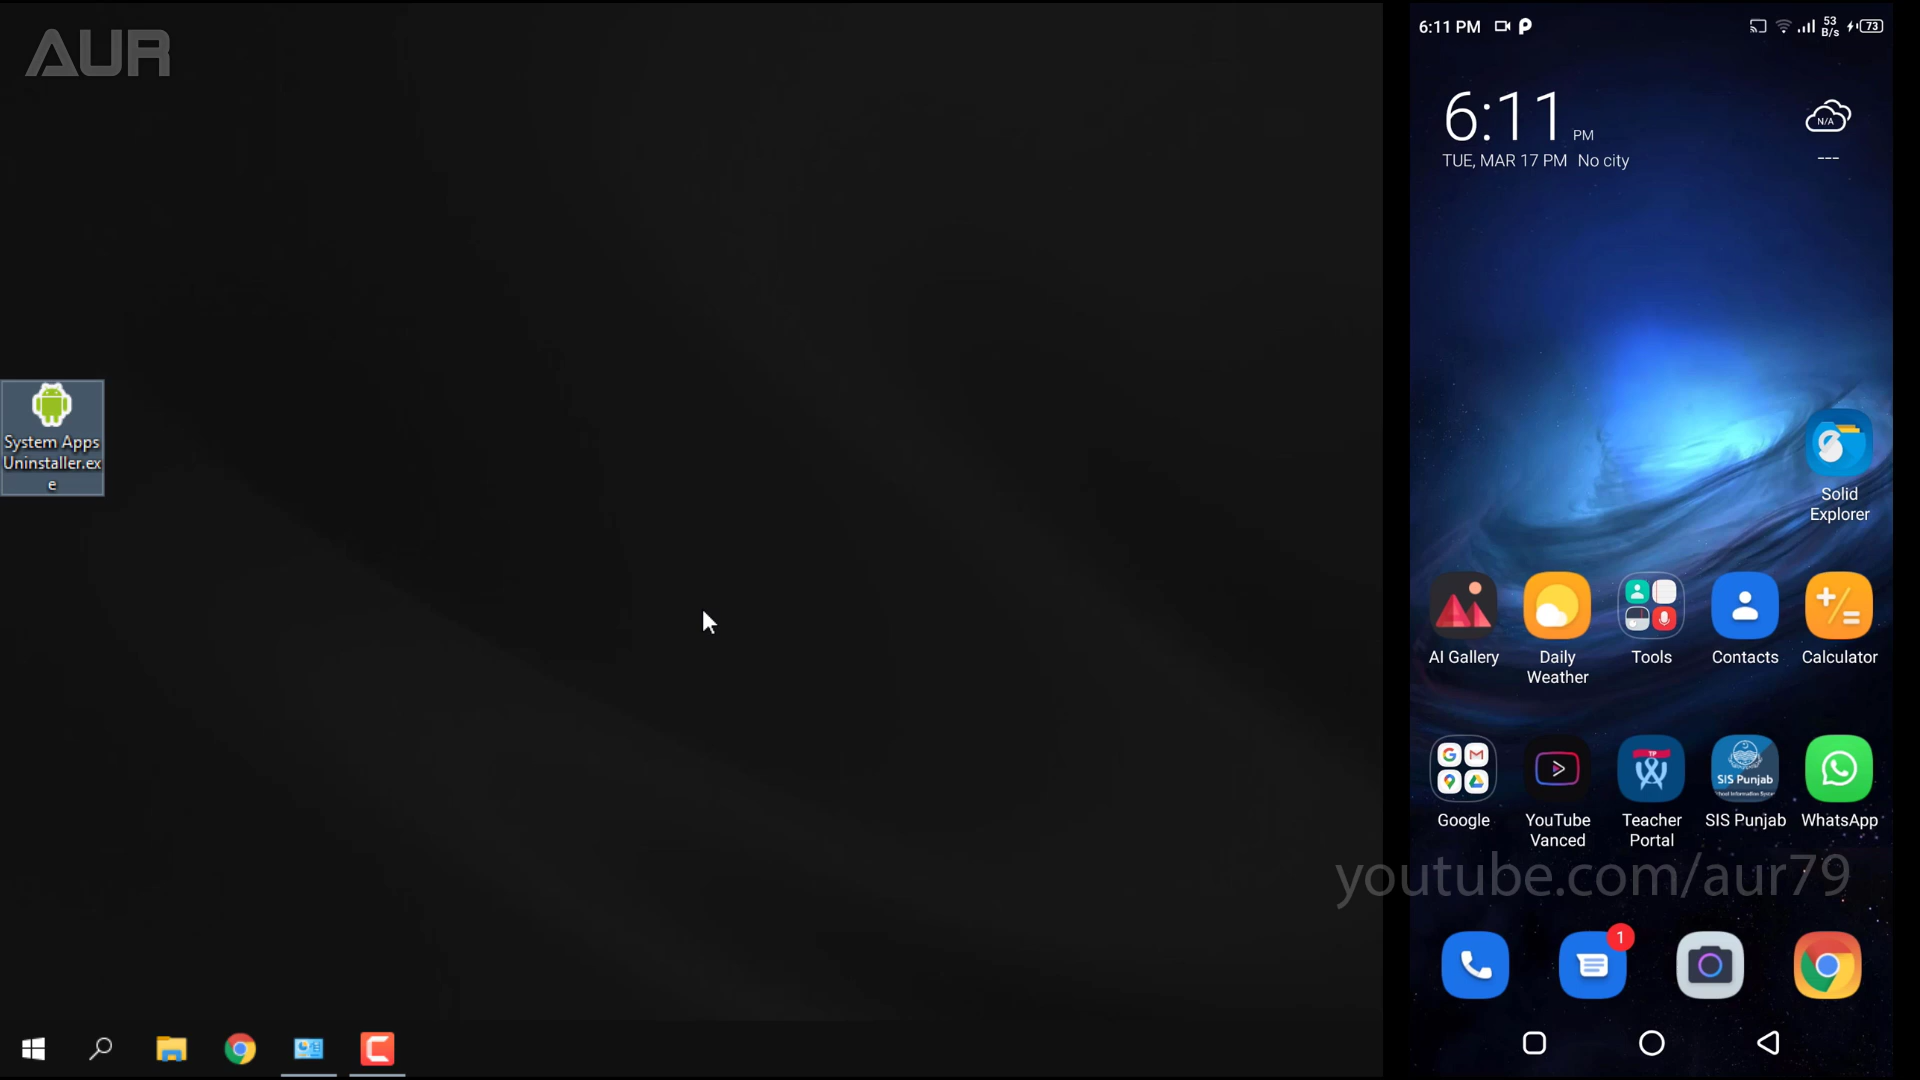 AUR
System Apps
Uninstaller.ex
e
6:11 PM
53
B/s
73
6:11 PM
TUE, MAR 17 PM No city
N/A
---
Solid
Explorer
AI Gallery
Daily
Weather
Tools
Contacts
Calculator
TP
SIS Punjab
Google
YouTube
Vanced
Teacher
Portal
SIS Punjab
WhatsApp
youtube.com/aur79
1